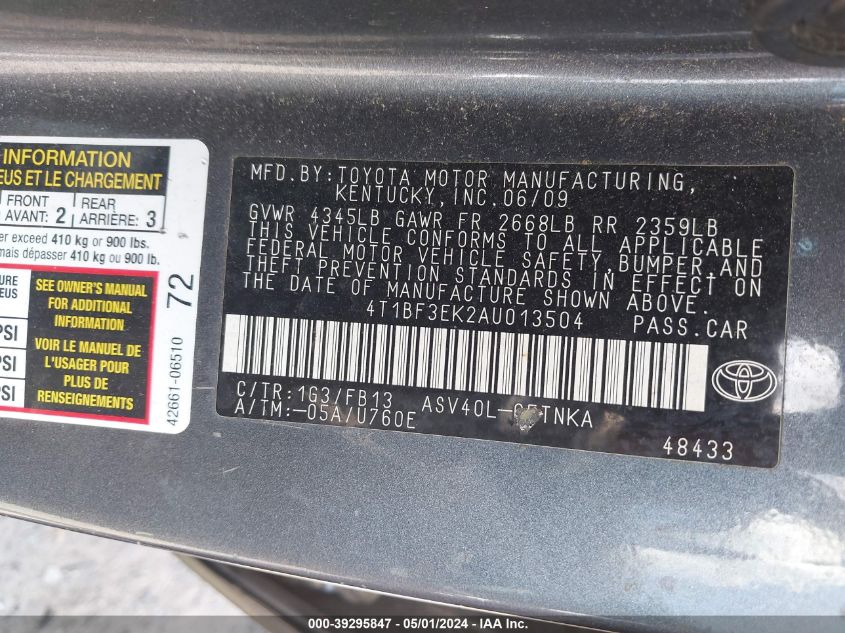 INFORMATION
EUS ET LE CHARGEMENT
FRONT
AVANT: 2
REAR
ARRIÈRE: 3
er exceed 410 kg or 900 lbs.
mais dépasser 410 kg ou 900 lb.
URE
EUS
PSI
PSI
PSI
SEE OWNER'S MANUAL
FOR ADDITIONAL
INFORMATION
VOIR LE MANUEL DE
L'USAGER POUR
PLUS DE
RENSEIGNEMENTS
72
42661-06510
MFD.BY:TOYOTA MOTOR MANUFACTURING,
KENTUCKY,INC.06/09
GVWR 4345LB GAWR FR 2668LB RR 2359LB
THIS VEHICLE CONFORMS TO ALL APPLICABLE
FEDERAL MOTOR VEHICLE SAFETY,BUMPER,AND
THEFT PREVENTION STANDARDS IN EFFECT ON
THE DATE OF MANUFACTURE SHOWN ABOVE.
4T1BF3EK2AU013504 PASS.CAR
C/TR:1G3/FB13 ASV40L-
A/TM:-05A/U760E
48433
000-39295847 - 05/01/2024 - IAAI.COM